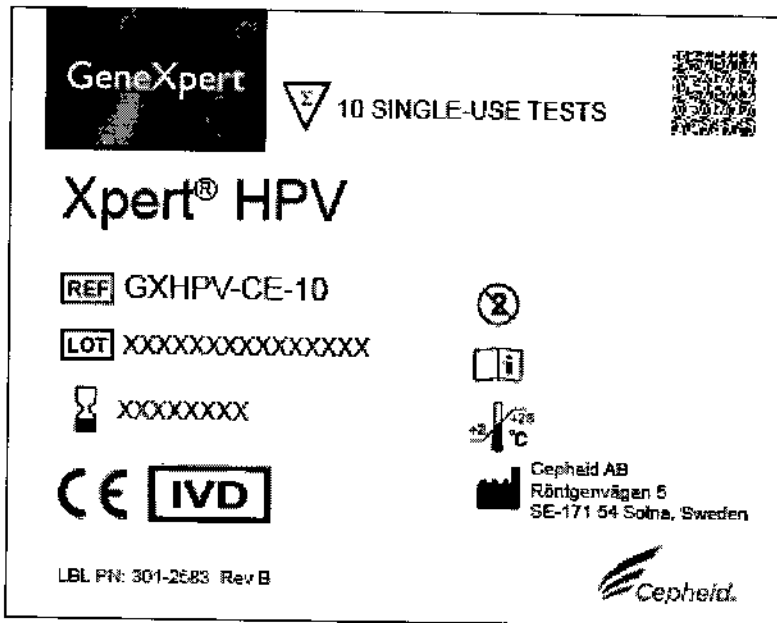 GeneXpert
Σ 10 SINGLE-USE TESTS
Xpert® HPV
REF GXHPV-CE-10
2
LOT XXXXXXXXXXXXXXX
i
XXXXXXXX
+2 +28 °C
CE IVD
Cepheid AB
Röntgenvägen 5
SE-171 54 Solna, Sweden
LBL PN: 301-2583 Rev B
Cepheid.